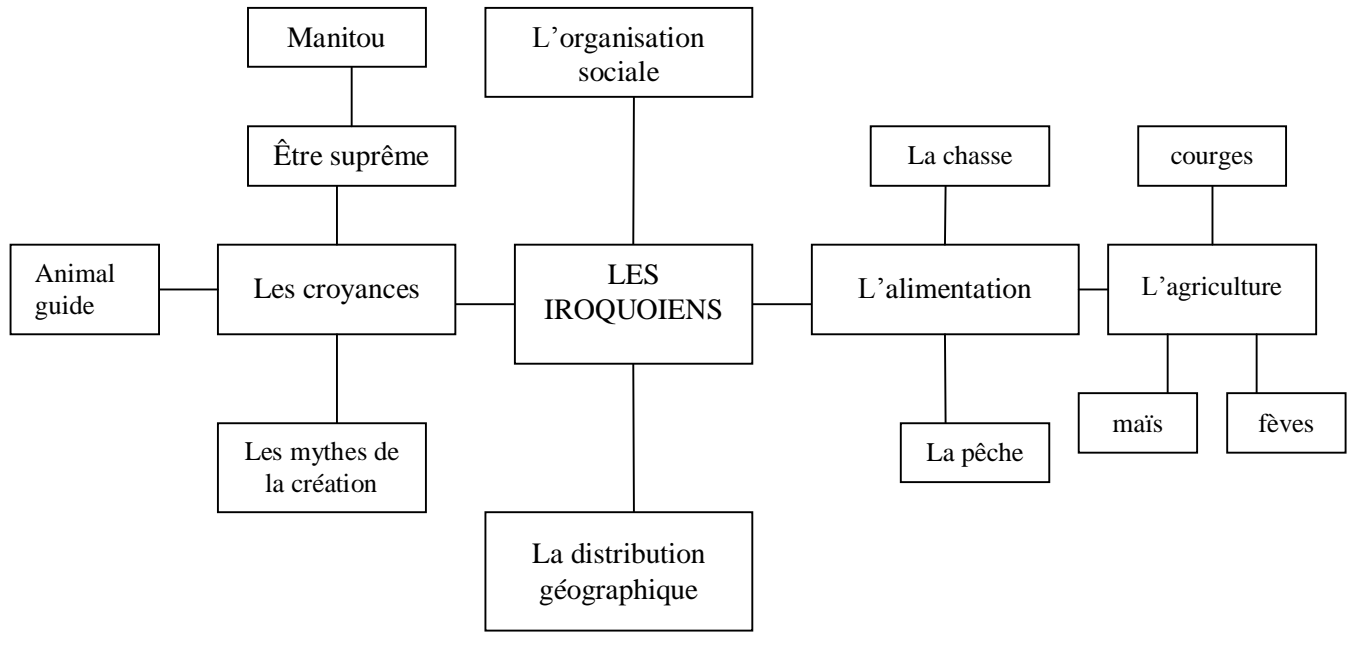 Manitou
L’organisation
sociale
Être suprême
La chasse
courges
Animal
guide
Les croyances
LES
IROQUOIENS
L’alimentation
L’agriculture
maïs
fèves
Les mythes de
la création
La pêche
La distribution
géographique